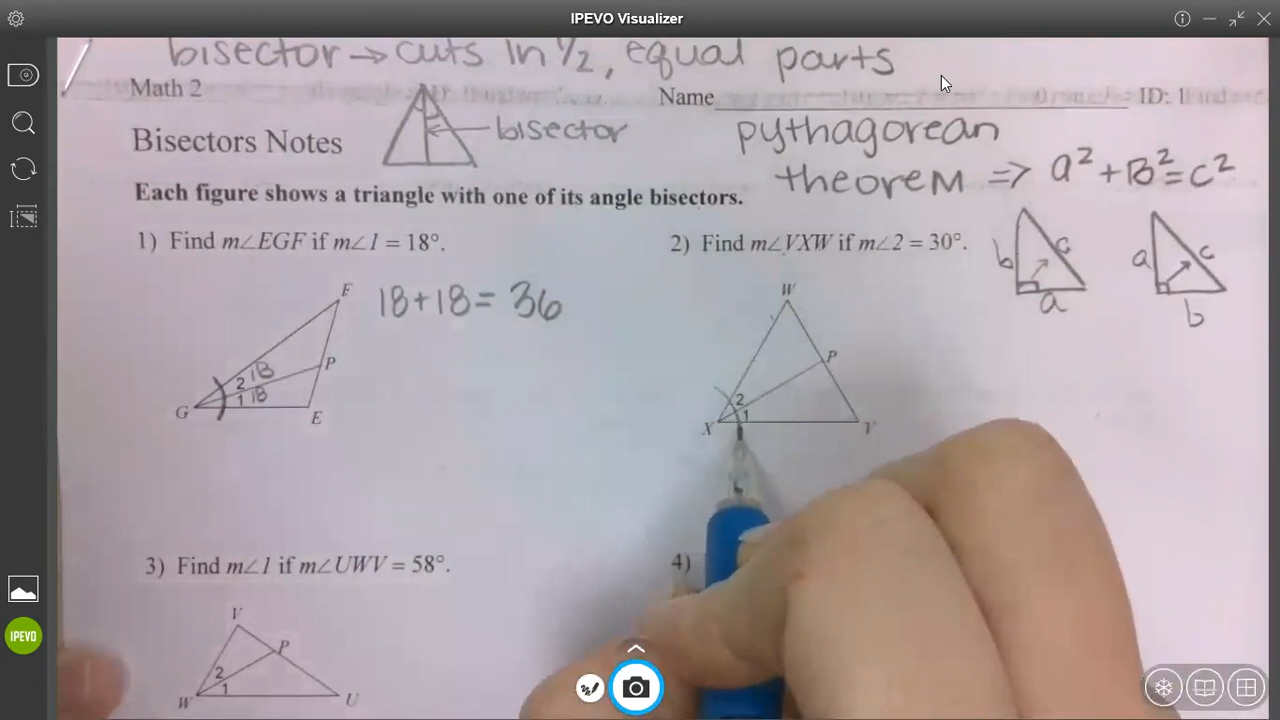 IPEVO Visualizer
bisector → cuts in 1/2, equal parts
Math 2
Name
ID: 1
Bisectors Notes
bisector
pythagorean
theorem => a² + B² = c²
Each figure shows a triangle with one of its angle bisectors.
1) Find m∠EGF if m∠1 = 18°.
2) Find m∠VXW if m∠2 = 30°.
b c a
a c b
18+18= 36
F
P
2 18
1 18
G
E
W
P
2
1
X
V
3) Find m∠1 if m∠UWV = 58°.
4)
V
P
2
1
W
U
IPEVO